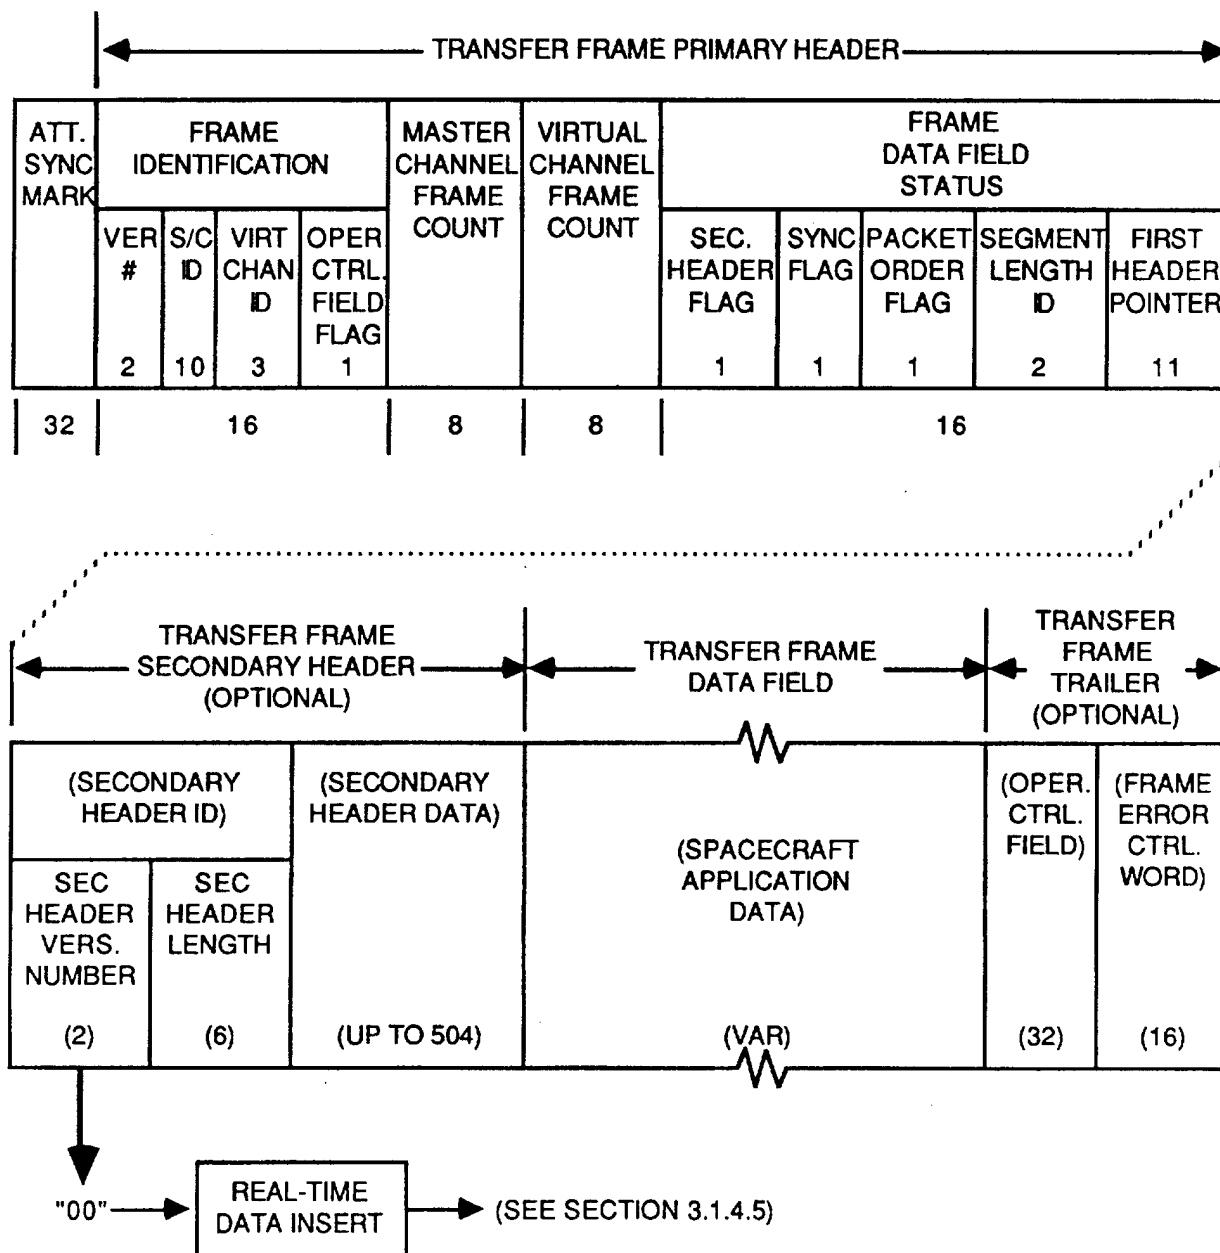 TRANSFER FRAME PRIMARY HEADER
ATT.
SYNC
MARK
FRAME
IDENTIFICATION
MASTER
CHANNEL
FRAME
COUNT
VIRTUAL
CHANNEL
FRAME
COUNT
FRAME
DATA FIELD
STATUS
VER
#
2
S/C
ID
10
VIRT
CHAN
ID
3
OPER
CTRL.
FIELD
FLAG
1
SEC.
HEADER
FLAG
1
SYNC
FLAG
1
PACKET
ORDER
FLAG
1
SEGMENT
LENGTH
ID
2
FIRST
HEADER
POINTER
11
32
16
8
8
16
TRANSFER FRAME
SECONDARY HEADER
(OPTIONAL)
TRANSFER FRAME
DATA FIELD
TRANSFER
FRAME
TRAILER
(OPTIONAL)
(SECONDARY
HEADER ID)
SEC
HEADER
VERS.
NUMBER
(2)
SEC
HEADER
LENGTH
(6)
(SECONDARY
HEADER DATA)
(UP TO 504)
(SPACECRAFT
APPLICATION
DATA)
(VAR)
(OPER.
CTRL.
FIELD)
(32)
(FRAME
ERROR
CTRL.
WORD)
(16)
"00"
REAL-TIME
DATA INSERT
(SEE SECTION 3.1.4.5)